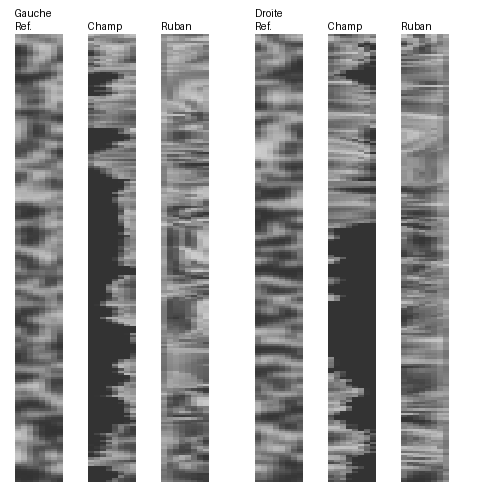 Gauche
Ref.
Champ
Ruban
Droite
Ref.
Champ
Ruban